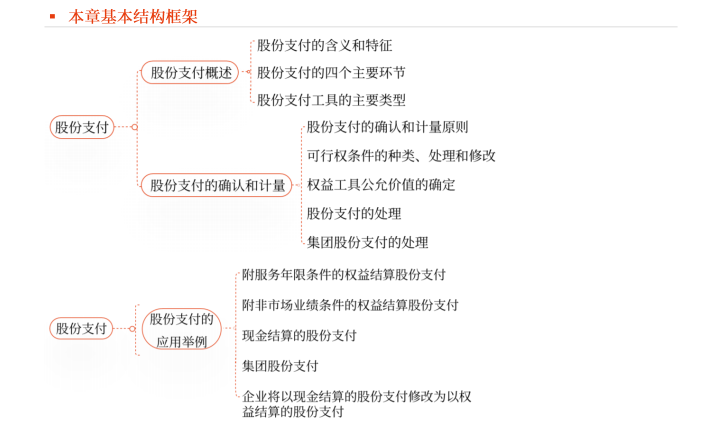 本章基本结构框架
股份支付
股份支付概述
股份支付的含义和特征
股份支付的四个主要环节
股份支付工具的主要类型
股份支付的确认和计量
股份支付的确认和计量原则
可行权条件的种类、处理和修改
权益工具公允价值的确定
股份支付的处理
集团股份支付的处理
股份支付
股份支付的
应用举例
附服务年限条件的权益结算股份支付
附非市场业绩条件的权益结算股份支付
现金结算的股份支付
集团股份支付
企业将以现金结算的股份支付修改为以权
益结算的股份支付